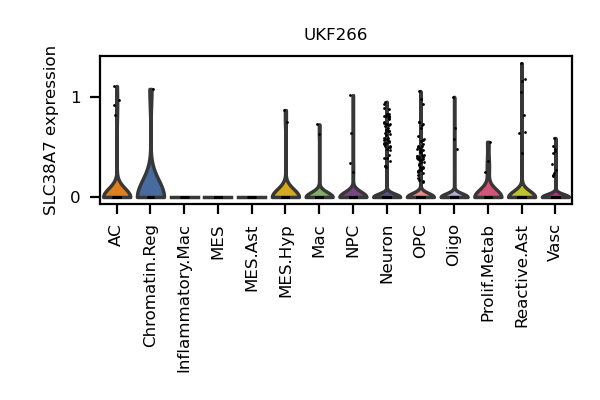 UKF266
SLC38A7 expression
1
0
AC
Chromatin.Reg
Inflammatory.Mac
MES
MES.Ast
MES.Hyp
Mac
NPC
Neuron
OPC
Oligo
Prolif.Metab
Reactive.Ast
Vasc